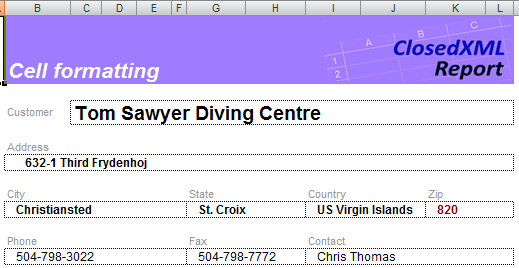 B C D E F G H I J K L
A B C
1
2
ClosedXML
Report
Cell formatting
Customer Tom Sawyer Diving Centre
Address
632-1 Third Frydenhoj
City State Country Zip
Christiansted St. Croix US Virgin Islands 820
Phone Fax Contact
504-798-3022 504-798-7772 Chris Thomas